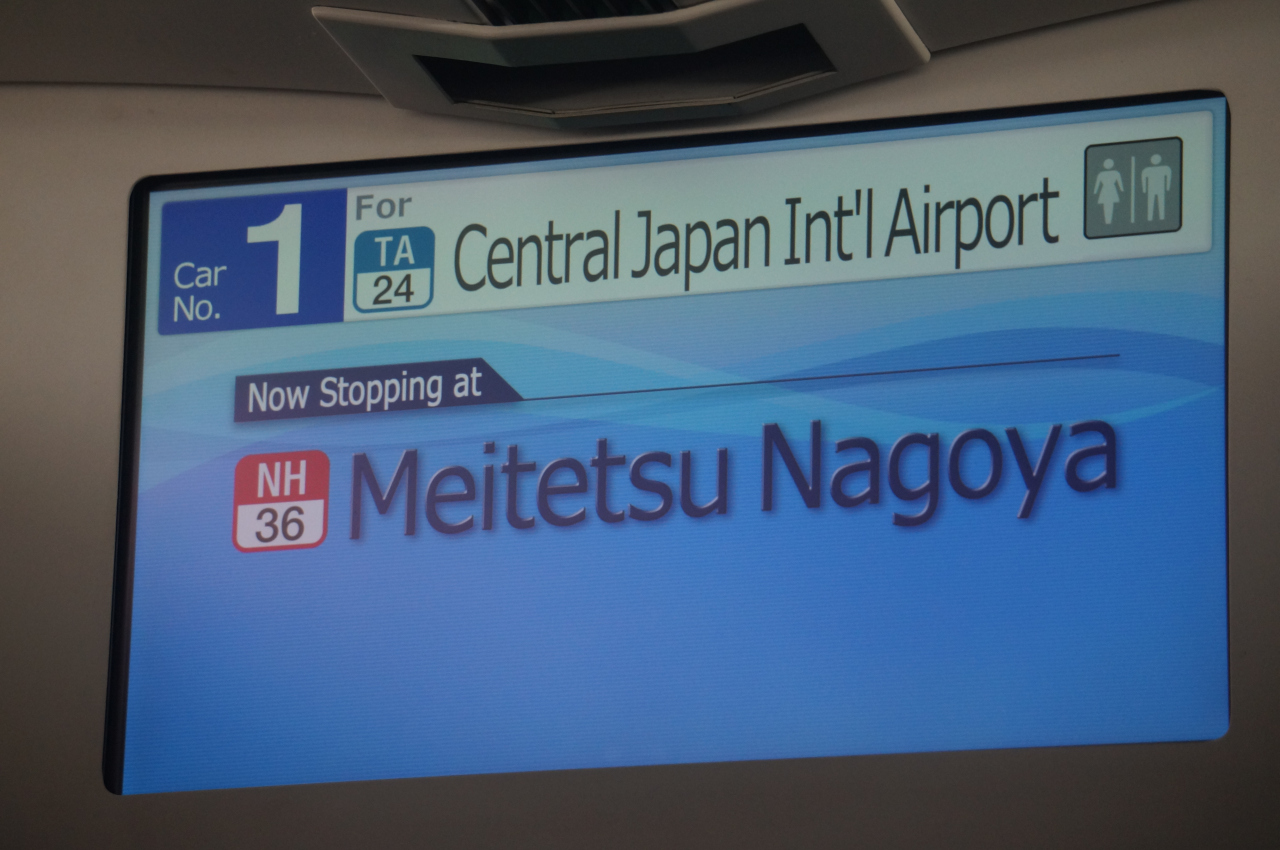 Car No. 1
For
TA 24
Central Japan Int'l Airport
Now Stopping at
NH 36
Meitetsu Nagoya